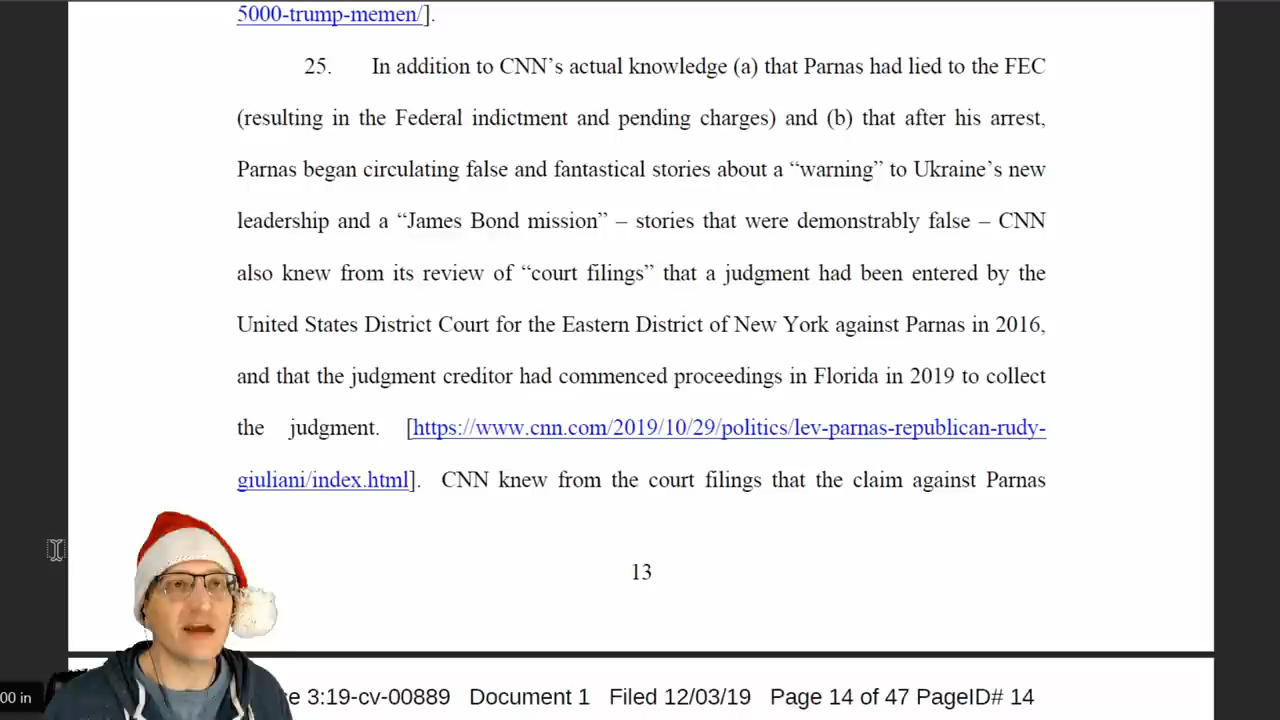 5000-trump-memen/].
25. In addition to CNN’s actual knowledge (a) that Parnas had lied to the FEC
(resulting in the Federal indictment and pending charges) and (b) that after his arrest,
Parnas began circulating false and fantastical stories about a “warning” to Ukraine’s new
leadership and a “James Bond mission” – stories that were demonstrably false – CNN
also knew from its review of “court filings” that a judgment had been entered by the
United States District Court for the Eastern District of New York against Parnas in 2016,
and that the judgment creditor had commenced proceedings in Florida in 2019 to collect
the judgment. [https://www.cnn.com/2019/10/29/politics/lev-parnas-republican-rudy-
giuliani/index.html]. CNN knew from the court filings that the claim against Parnas
13
3:19-cv-00889 Document 1 Filed 12/03/19 Page 14 of 47 PageID# 14
00 in